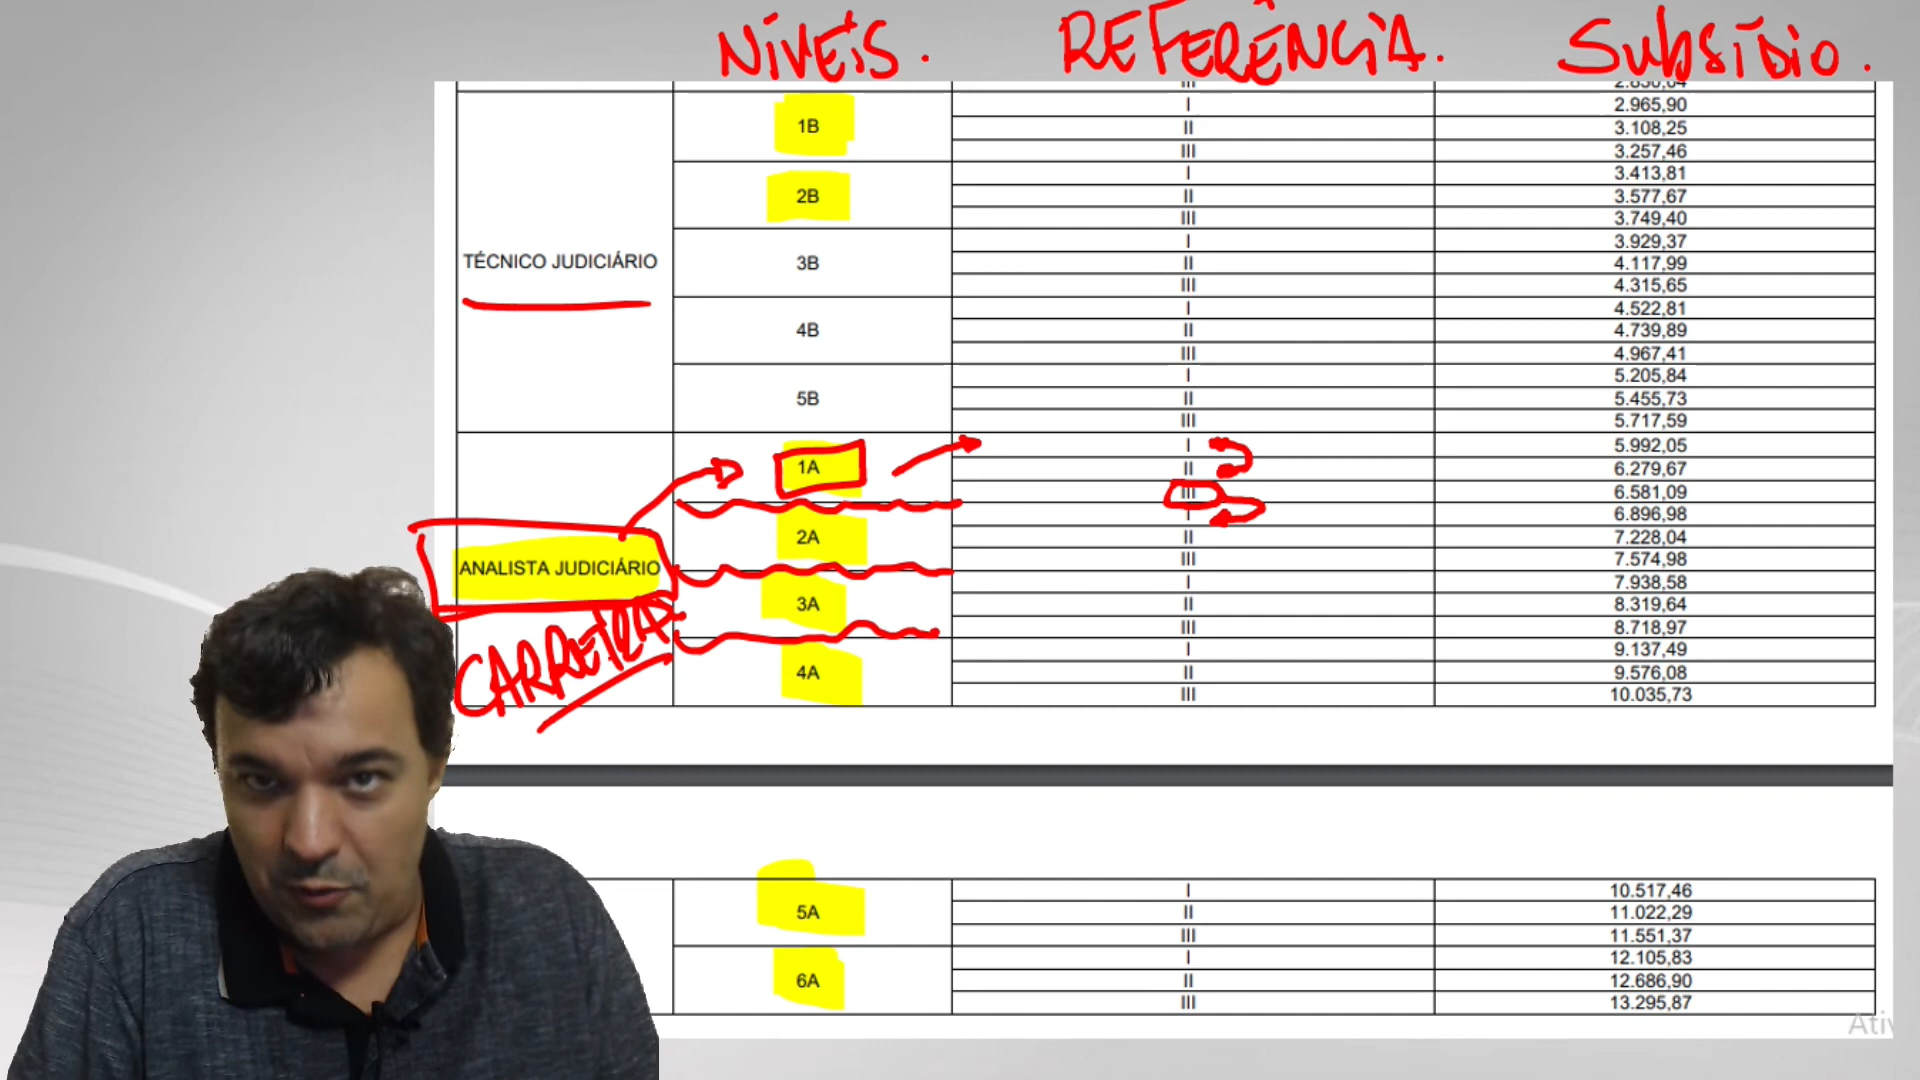 NÍVEIS. REFERÊNCIA. SUBSÍDIO.
III 2.830,64
TÉCNICO JUDICIÁRIO
1B I 2.965,90
II 3.108,25
III 3.257,46
2B I 3.413,81
II 3.577,67
III 3.749,40
3B I 3.929,37
II 4.117,99
III 4.315,65
4B I 4.522,81
II 4.739,89
III 4.967,41
5B I 5.205,84
II 5.455,73
III 5.717,59
ANALISTA JUDICIÁRIO
CARREIRA
1A I 5.992,05
II 6.279,67
III 6.581,09
2A I 6.896,98
II 7.228,04
III 7.574,98
3A I 7.938,58
II 8.319,64
III 8.718,97
4A I 9.137,49
II 9.576,08
III 10.035,73
5A I 10.517,46
II 11.022,29
III 11.551,37
6A I 12.105,83
II 12.686,90
III 13.295,87